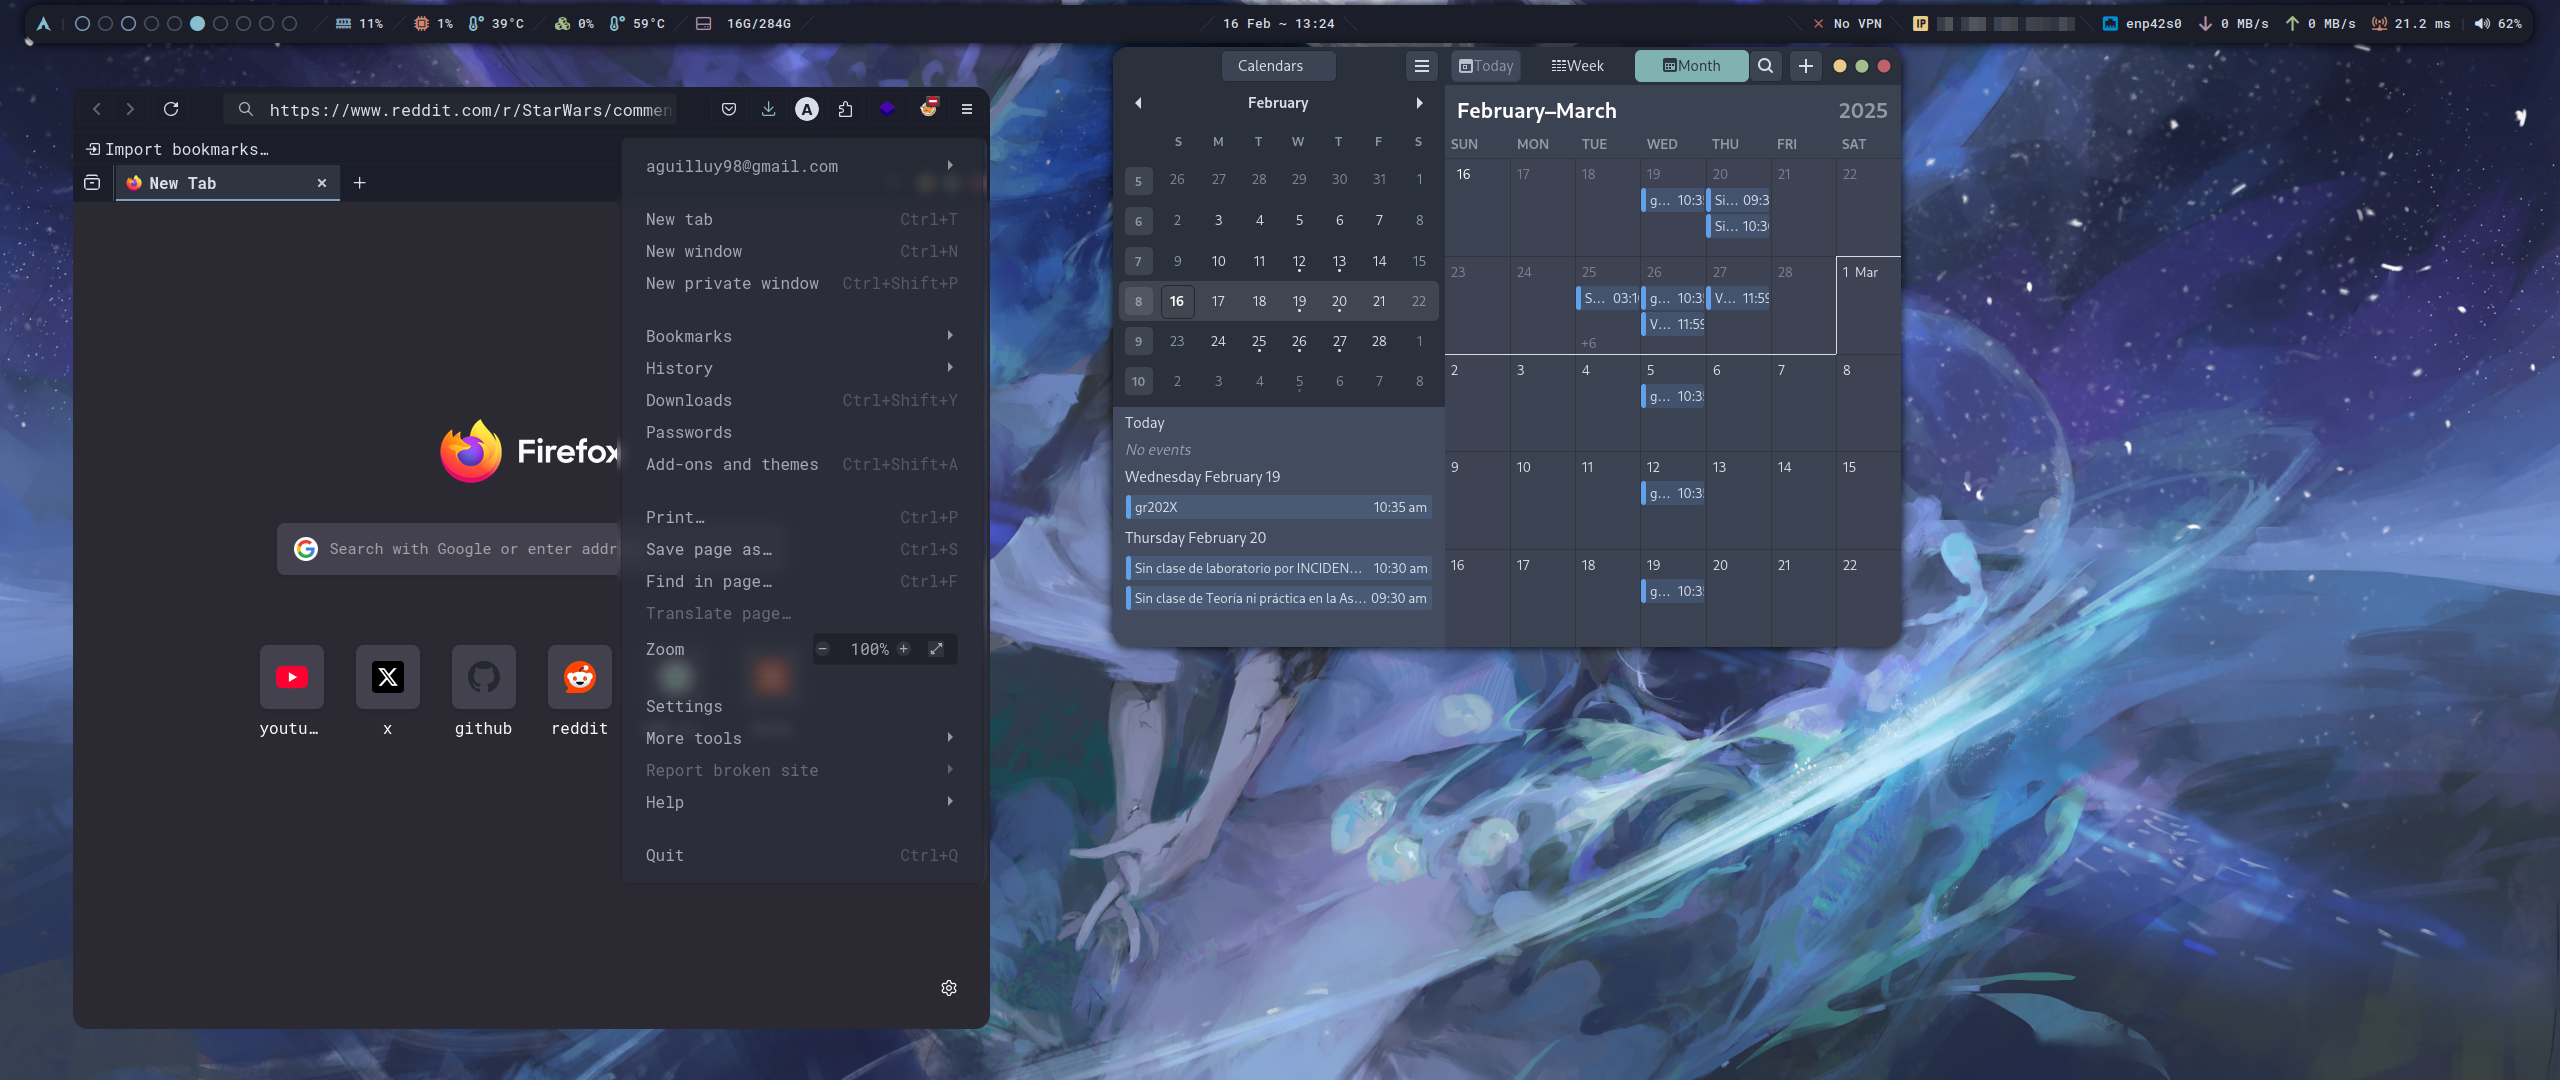 11% 1% 39°C 0% 59°C 16G/284G 16 Feb ~ 13:24 No VPN IP enp42s0 0 MB/s 0 MB/s 21.2 ms 62%
https://www.reddit.com/r/StarWars/commen
A
Import bookmarks…
New Tab
Firefox
Search with Google or enter addr
youtu…
x
github
reddit
aguilluy98@gmail.com
New tab Ctrl+T
New window Ctrl+N
New private window Ctrl+Shift+P
Bookmarks
History
Downloads Ctrl+Shift+Y
Passwords
Add-ons and themes Ctrl+Shift+A
Print… Ctrl+P
Save page as… Ctrl+S
Find in page… Ctrl+F
Translate page…
Zoom 100%
Settings
More tools
Report broken site
Help
Quit Ctrl+Q
Calendars
February
S M T W T F S
5 26 27 28 29 30 31 1
6 2 3 4 5 6 7 8
7 9 10 11 12 13 14 15
8 16 17 18 19 20 21 22
9 23 24 25 26 27 28 1
10 2 3 4 5 6 7 8
Today
No events
Wednesday February 19
gr202X 10:35 am
Thursday February 20
Sin clase de laboratorio por INCIDEN… 10:30 am
Sin clase de Teoría ni práctica en la As… 09:30 am
Today Week Month
February–March 2025
SUN MON TUE WED THU FRI SAT
16 17 18 19 20 21 22
g… 10:3 Si… 09:3
Si… 10:3
23 24 25 26 27 28 1 Mar
S… 03:1 g… 10:3 V… 11:59
V… 11:59
+6
2 3 4 5 6 7 8
g… 10:3
9 10 11 12 13 14 15
g… 10:3
16 17 18 19 20 21 22
g… 10:3